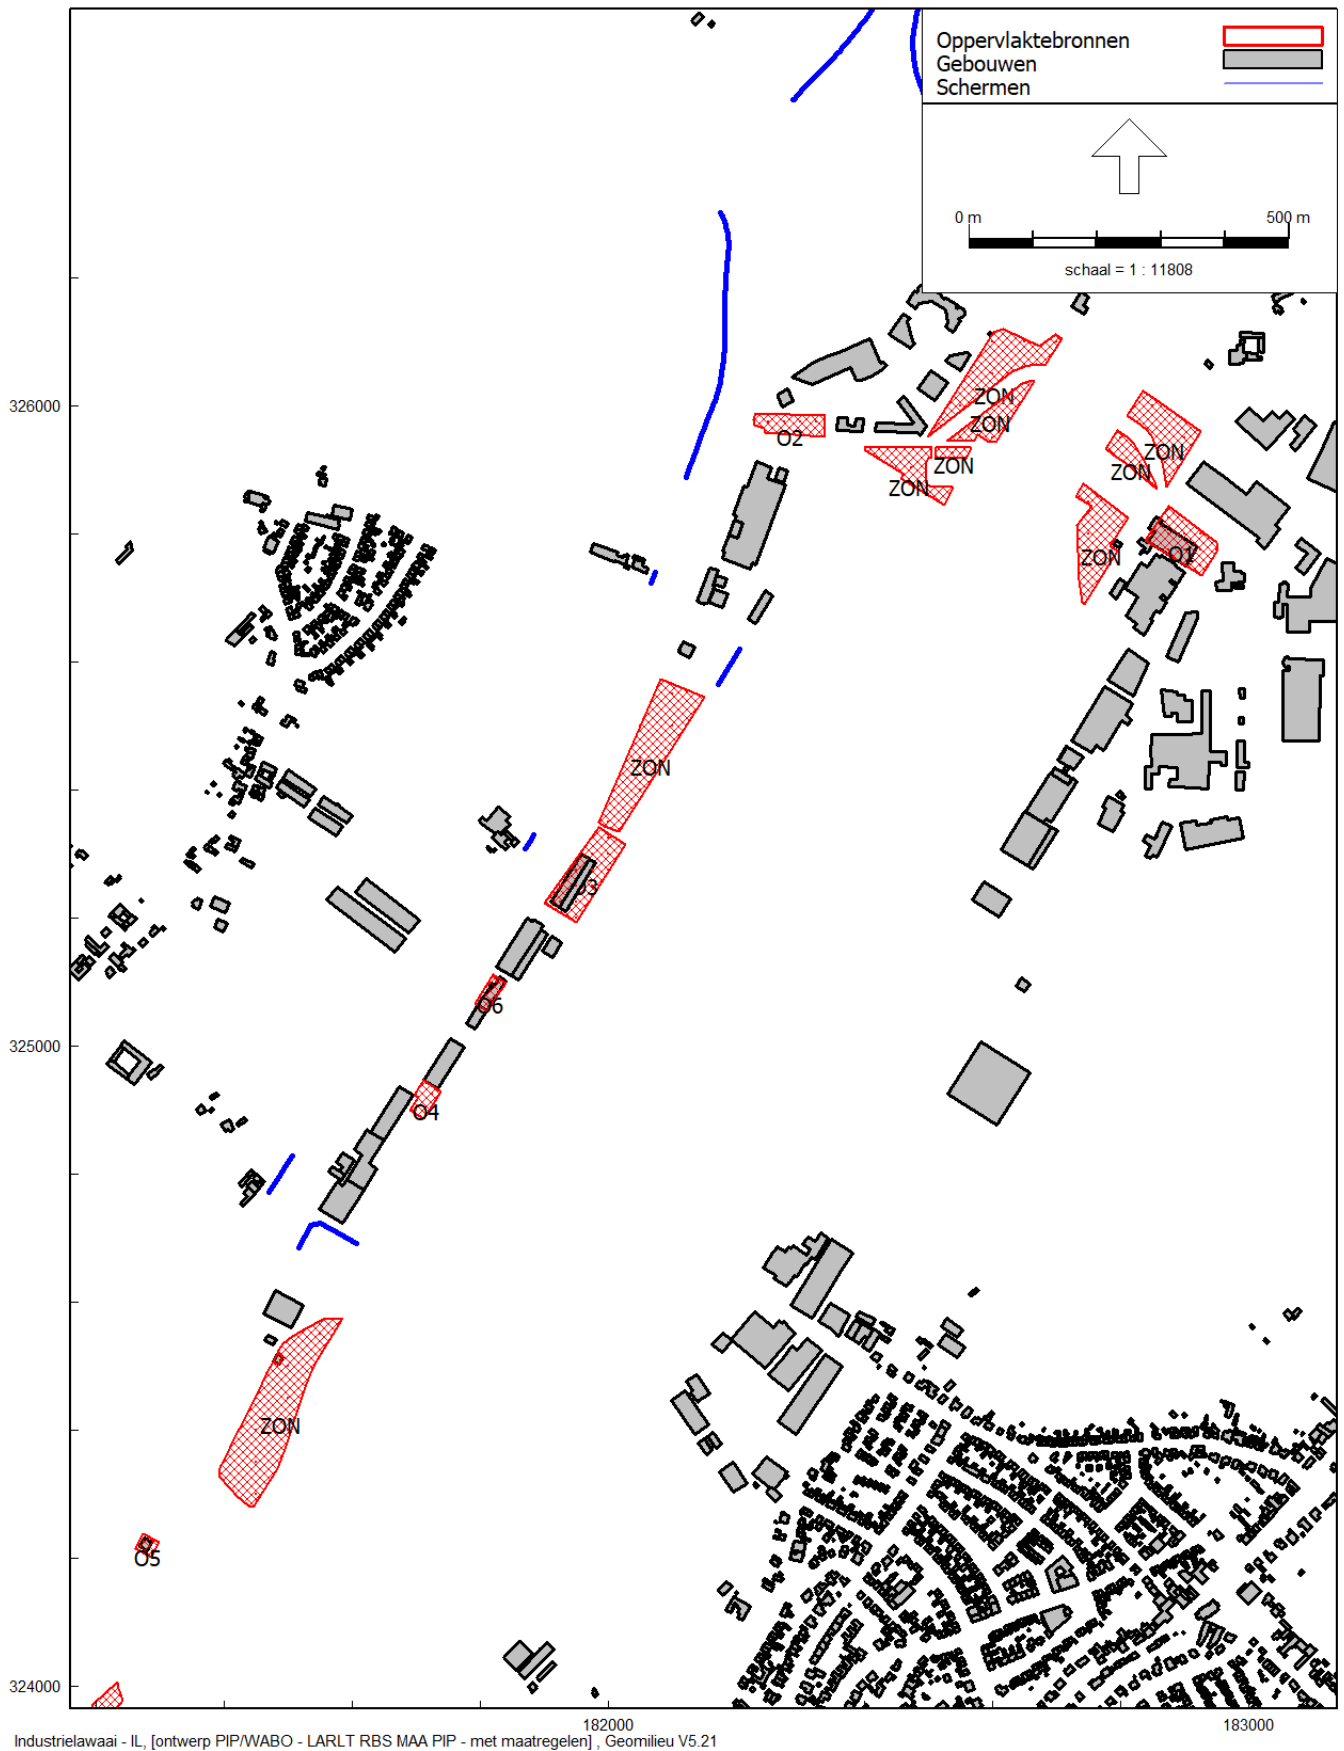 Oppervlaktebronnen
Gebouwen
Schermen
0 m 500 m
schaal = 1 : 11808
326000
ZON
ZON
O2
ZON
ZON
ZON
ZON
ZON
O1
ZON
O3
O6
325000
O4
ZON
O5
324000
182000 183000
Industrielawaai - IL, [ontwerp PIP/WABO - LARLT RBS MAA PIP - met maatregelen] , Geomilieu V5.21